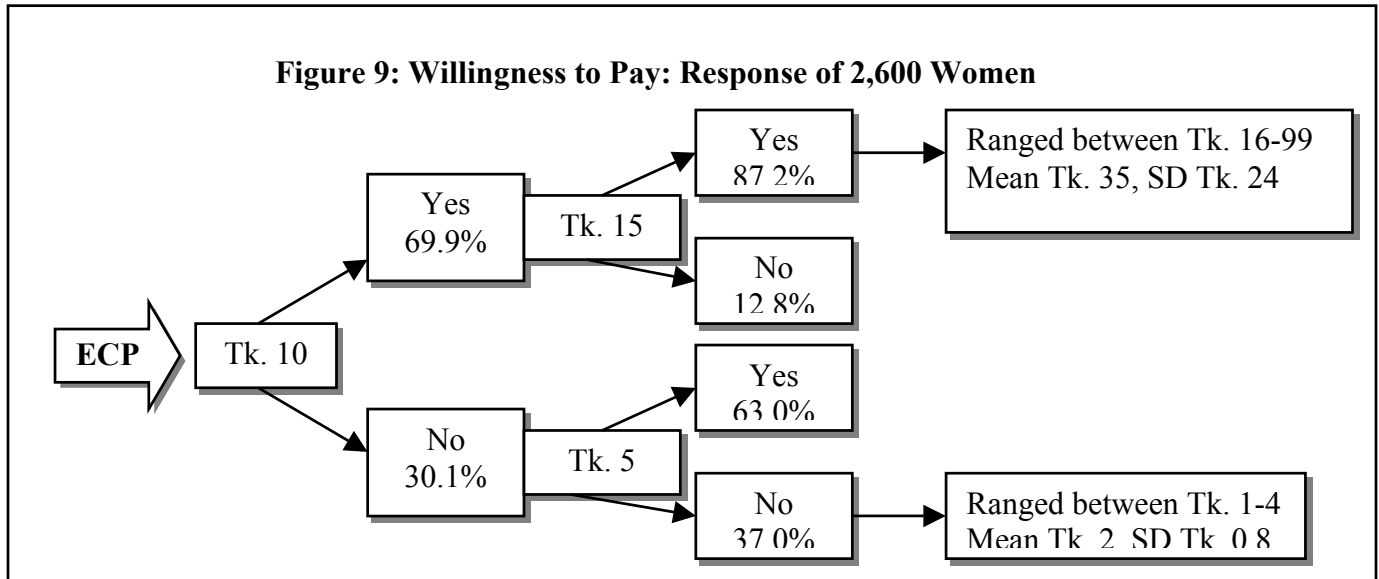 Figure 9: Willingness to Pay: Response of 2,600 Women
ECP
Tk. 10
Yes
69.9%
Tk. 15
Yes
87.2%
Ranged between Tk. 16-99
Mean Tk. 35, SD Tk. 24
No
12.8%
No
30.1%
Tk. 5
Yes
63.0%
No
37.0%
Ranged between Tk. 1-4
Mean Tk. 2, SD Tk. 0.8